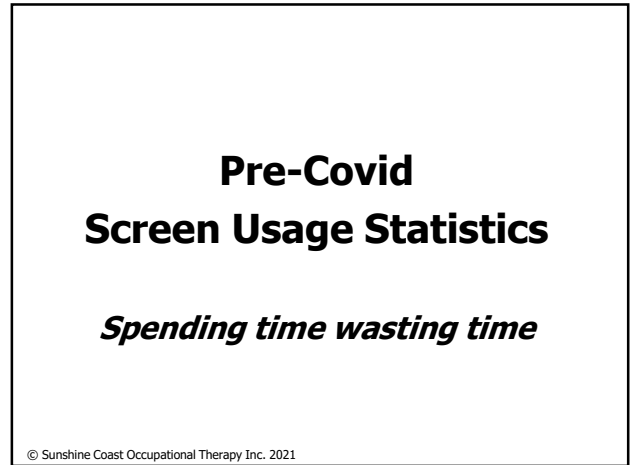 Pre-Covid
Screen Usage Statistics
Spending time wasting time
© Sunshine Coast Occupational Therapy Inc. 2021